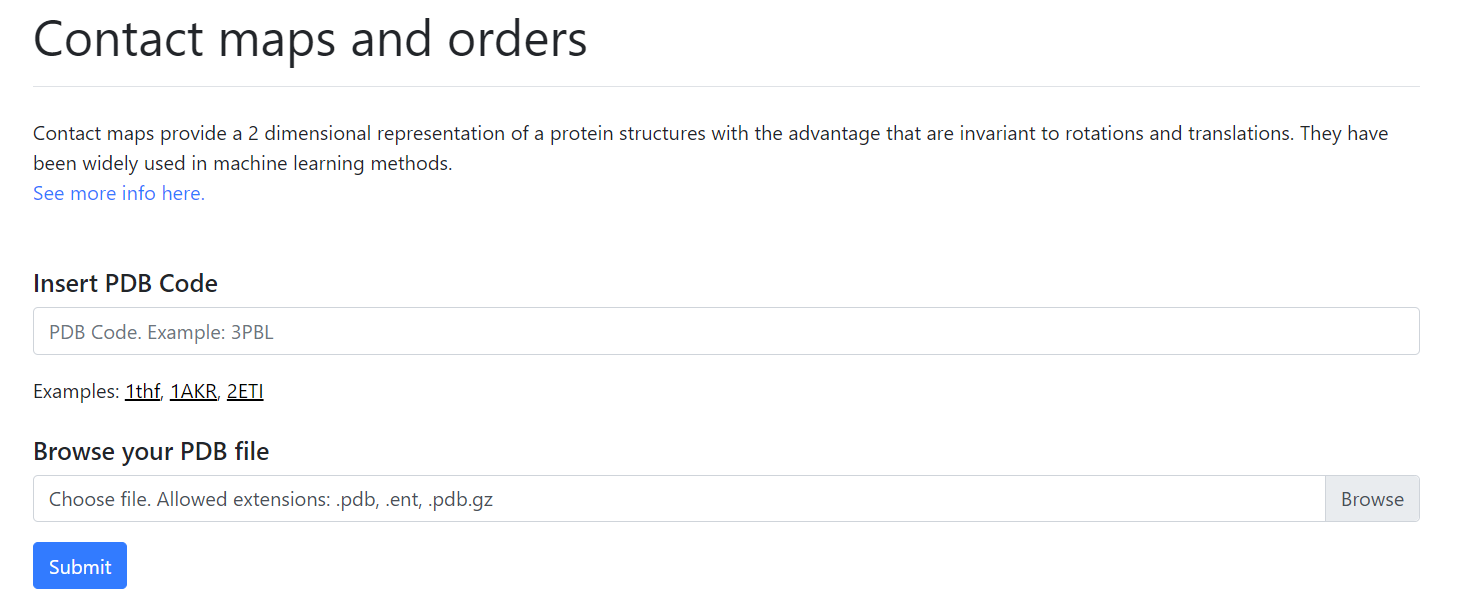 Contact maps and orders
Contact maps provide a 2 dimensional representation of a protein structures with the advantage that are invariant to rotations and translations. They have
been widely used in machine learning methods.
See more info here.
Insert PDB Code
PDB Code. Example: 3PBL
Examples: 1thf, 1AKR, 2ETI
Browse your PDB file
Choose file. Allowed extensions: .pdb, .ent, .pdb.gz Browse
Submit